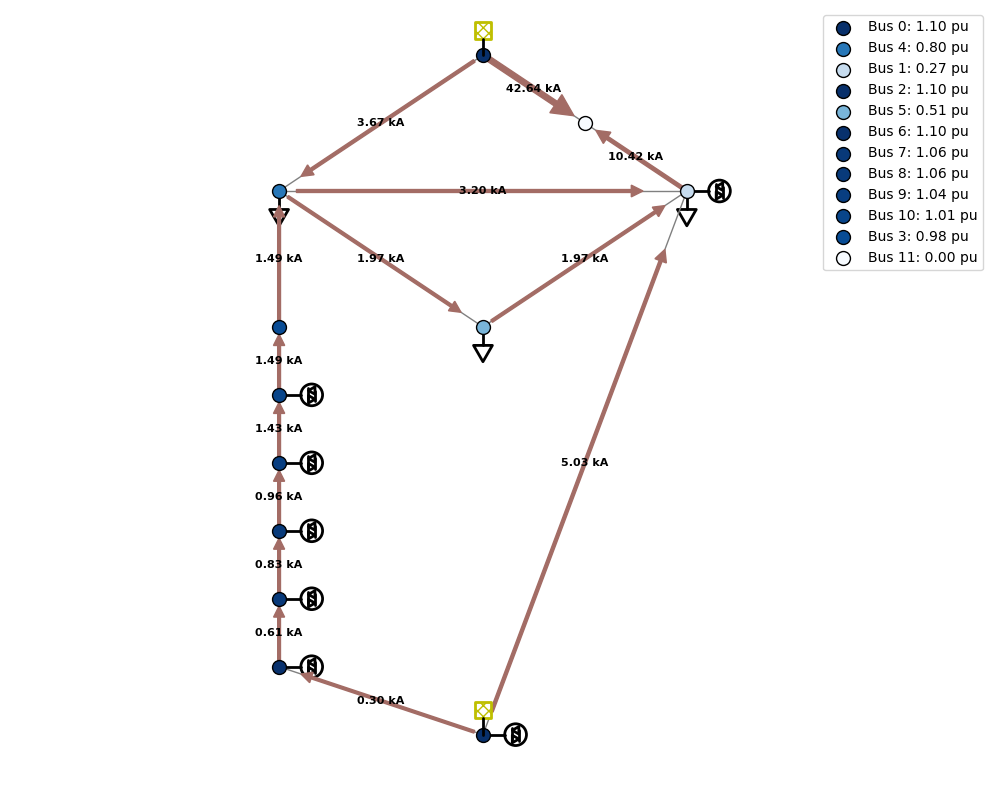 Bus 0: 1.10 pu
Bus 4: 0.80 pu
Bus 1: 0.27 pu
Bus 2: 1.10 pu
Bus 5: 0.51 pu
Bus 6: 1.10 pu
Bus 7: 1.06 pu
Bus 8: 1.06 pu
Bus 9: 1.04 pu
Bus 10: 1.01 pu
Bus 3: 0.98 pu
Bus 11: 0.00 pu
42.64 kA
3.67 kA
10.42 kA
3.20 kA
1.49 kA
1.97 kA
1.97 kA
1.49 kA
1.43 kA
5.03 kA
0.96 kA
0.83 kA
0.61 kA
0.30 kA